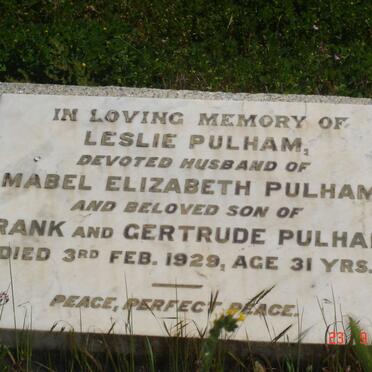 IN LOVING MEMORY OF
LESLIE PULHAM,
DEVOTED HUSBAND OF
MABEL ELIZABETH PULHAM
AND BELOVED SON OF
RANK AND GERTRUDE PULHA
DIED 3RD FEB. 1929, AGE 31 YRS.
PEACE, PERFECT PEACE.